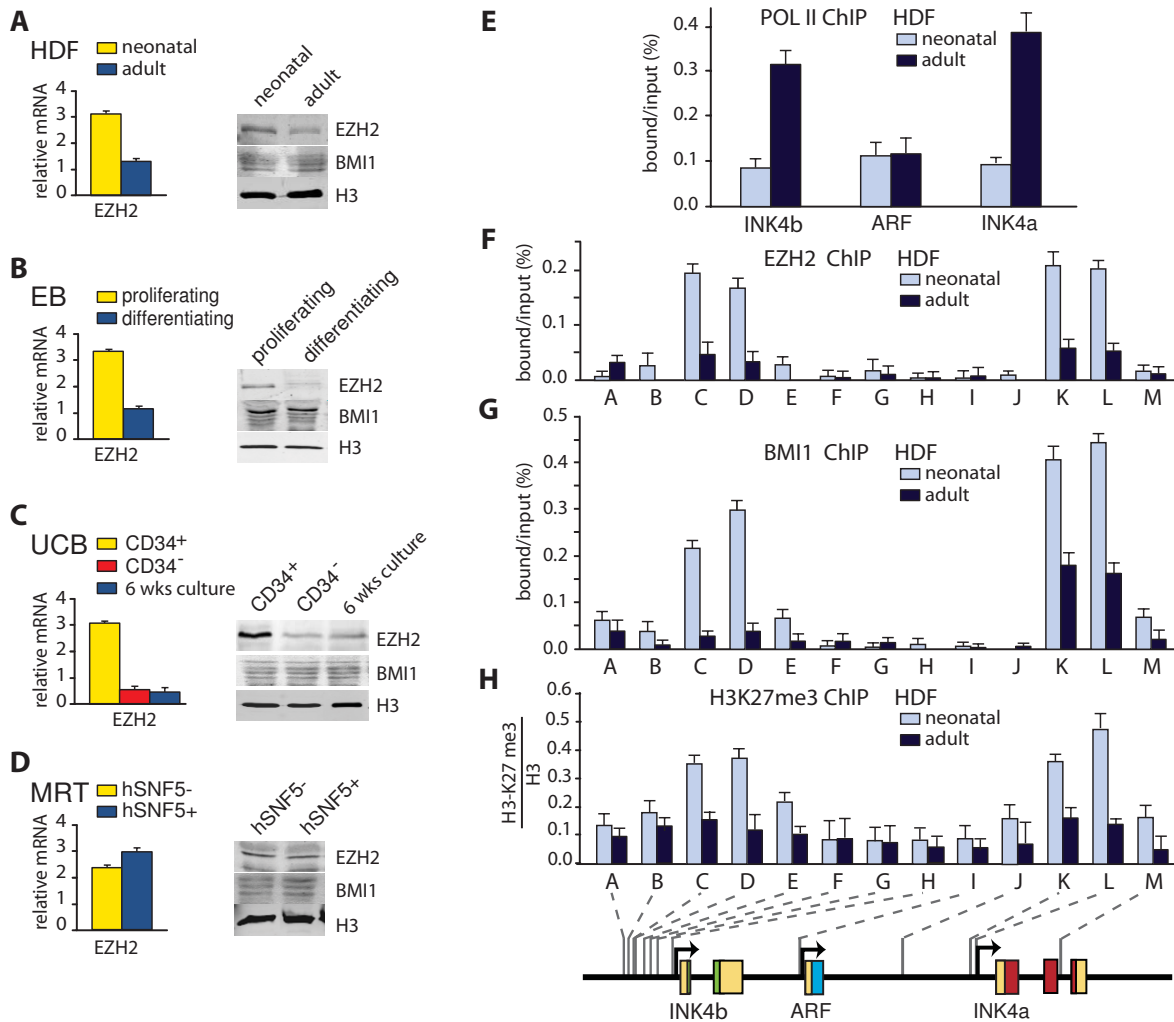 A
HDF
neonatal
adult
relative mRNA
4
3
2
1
0
EZH2
neonatal
adult
EZH2
BMI1
H3
B
EB
proliferating
differentiating
relative mRNA
4
3
2
1
0
EZH2
proliferating
differentiating
EZH2
BMI1
H3
C
UCB
CD34+
CD34-
6 wks culture
relative mRNA
4
3
2
1
0
EZH2
CD34+
CD34-
6 wks culture
EZH2
BMI1
H3
D
MRT
hSNF5-
hSNF5+
relative mRNA
4
3
2
1
0
EZH2
hSNF5-
hSNF5+
EZH2
BMI1
H3
E
POL II ChIP HDF
neonatal
adult
bound/input (%)
0.4
0.3
0.1
0.0
INK4b ARF INK4a
F
EZH2 ChIP HDF
neonatal
adult
bound/input (%)
0.2
0.1
0.0
A B C D E F G H I J K L M
G
BMI1 ChIP HDF
neonatal
adult
bound/input (%)
0.5
0.4
0.3
0.2
0.1
0.0
A B C D E F G H I J K L M
H
H3K27me3 ChIP HDF
neonatal
adult
H3-K27 me3
H3
0.6
0.5
0.4
0.3
0.1
0.0
A B C D E F G H I J K L M
INK4b ARF INK4a